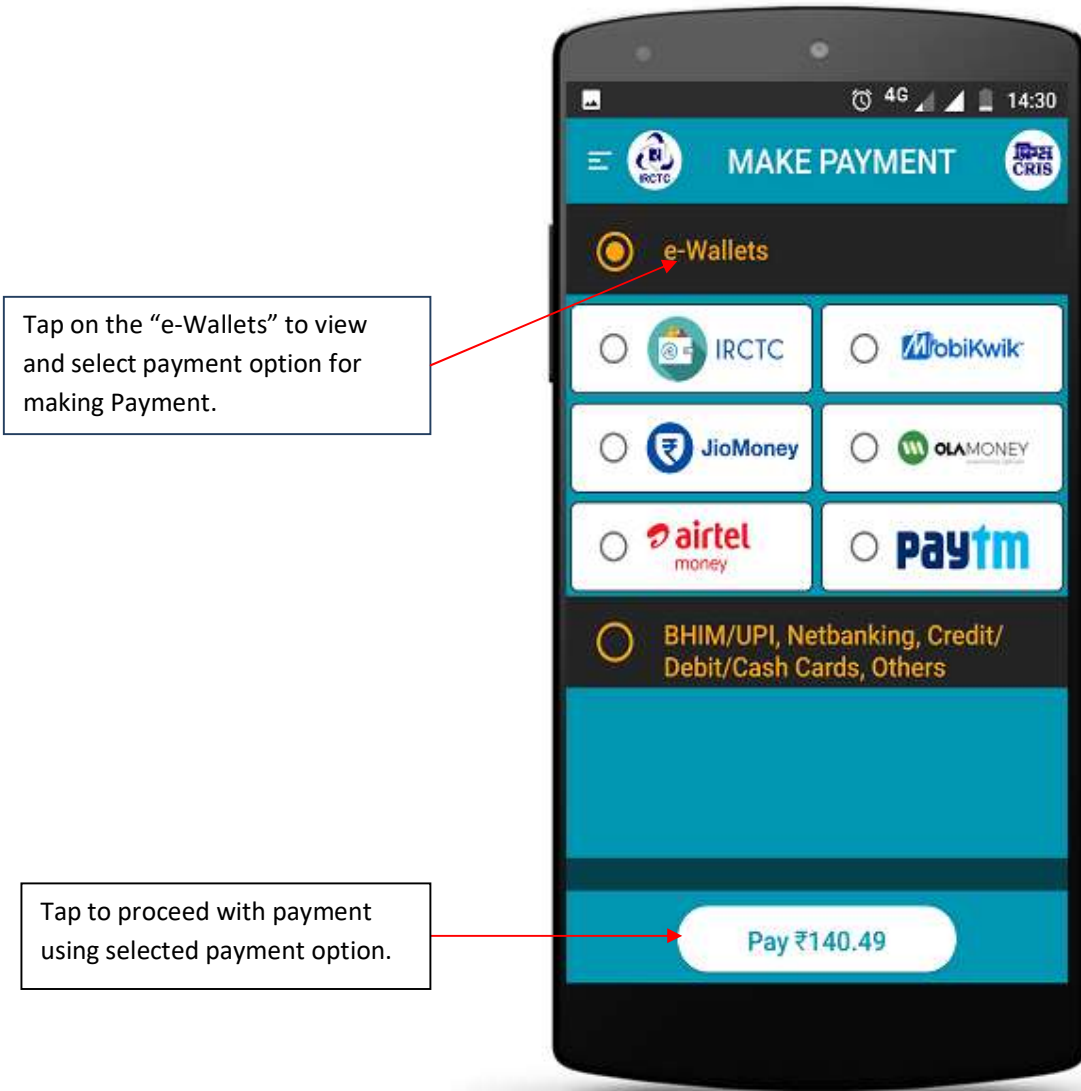 4G 14:30
IRCTC MAKE PAYMENT क्रिस CRIS
e-Wallets
Tap on the “e-Wallets” to view
and select payment option for
making Payment.
IRCTC MobiKwik
JioMoney OLAMONEY
airtel money paytm
BHIM/UPI, Netbanking, Credit/
Debit/Cash Cards, Others
Tap to proceed with payment
using selected payment option.
Pay ₹140.49